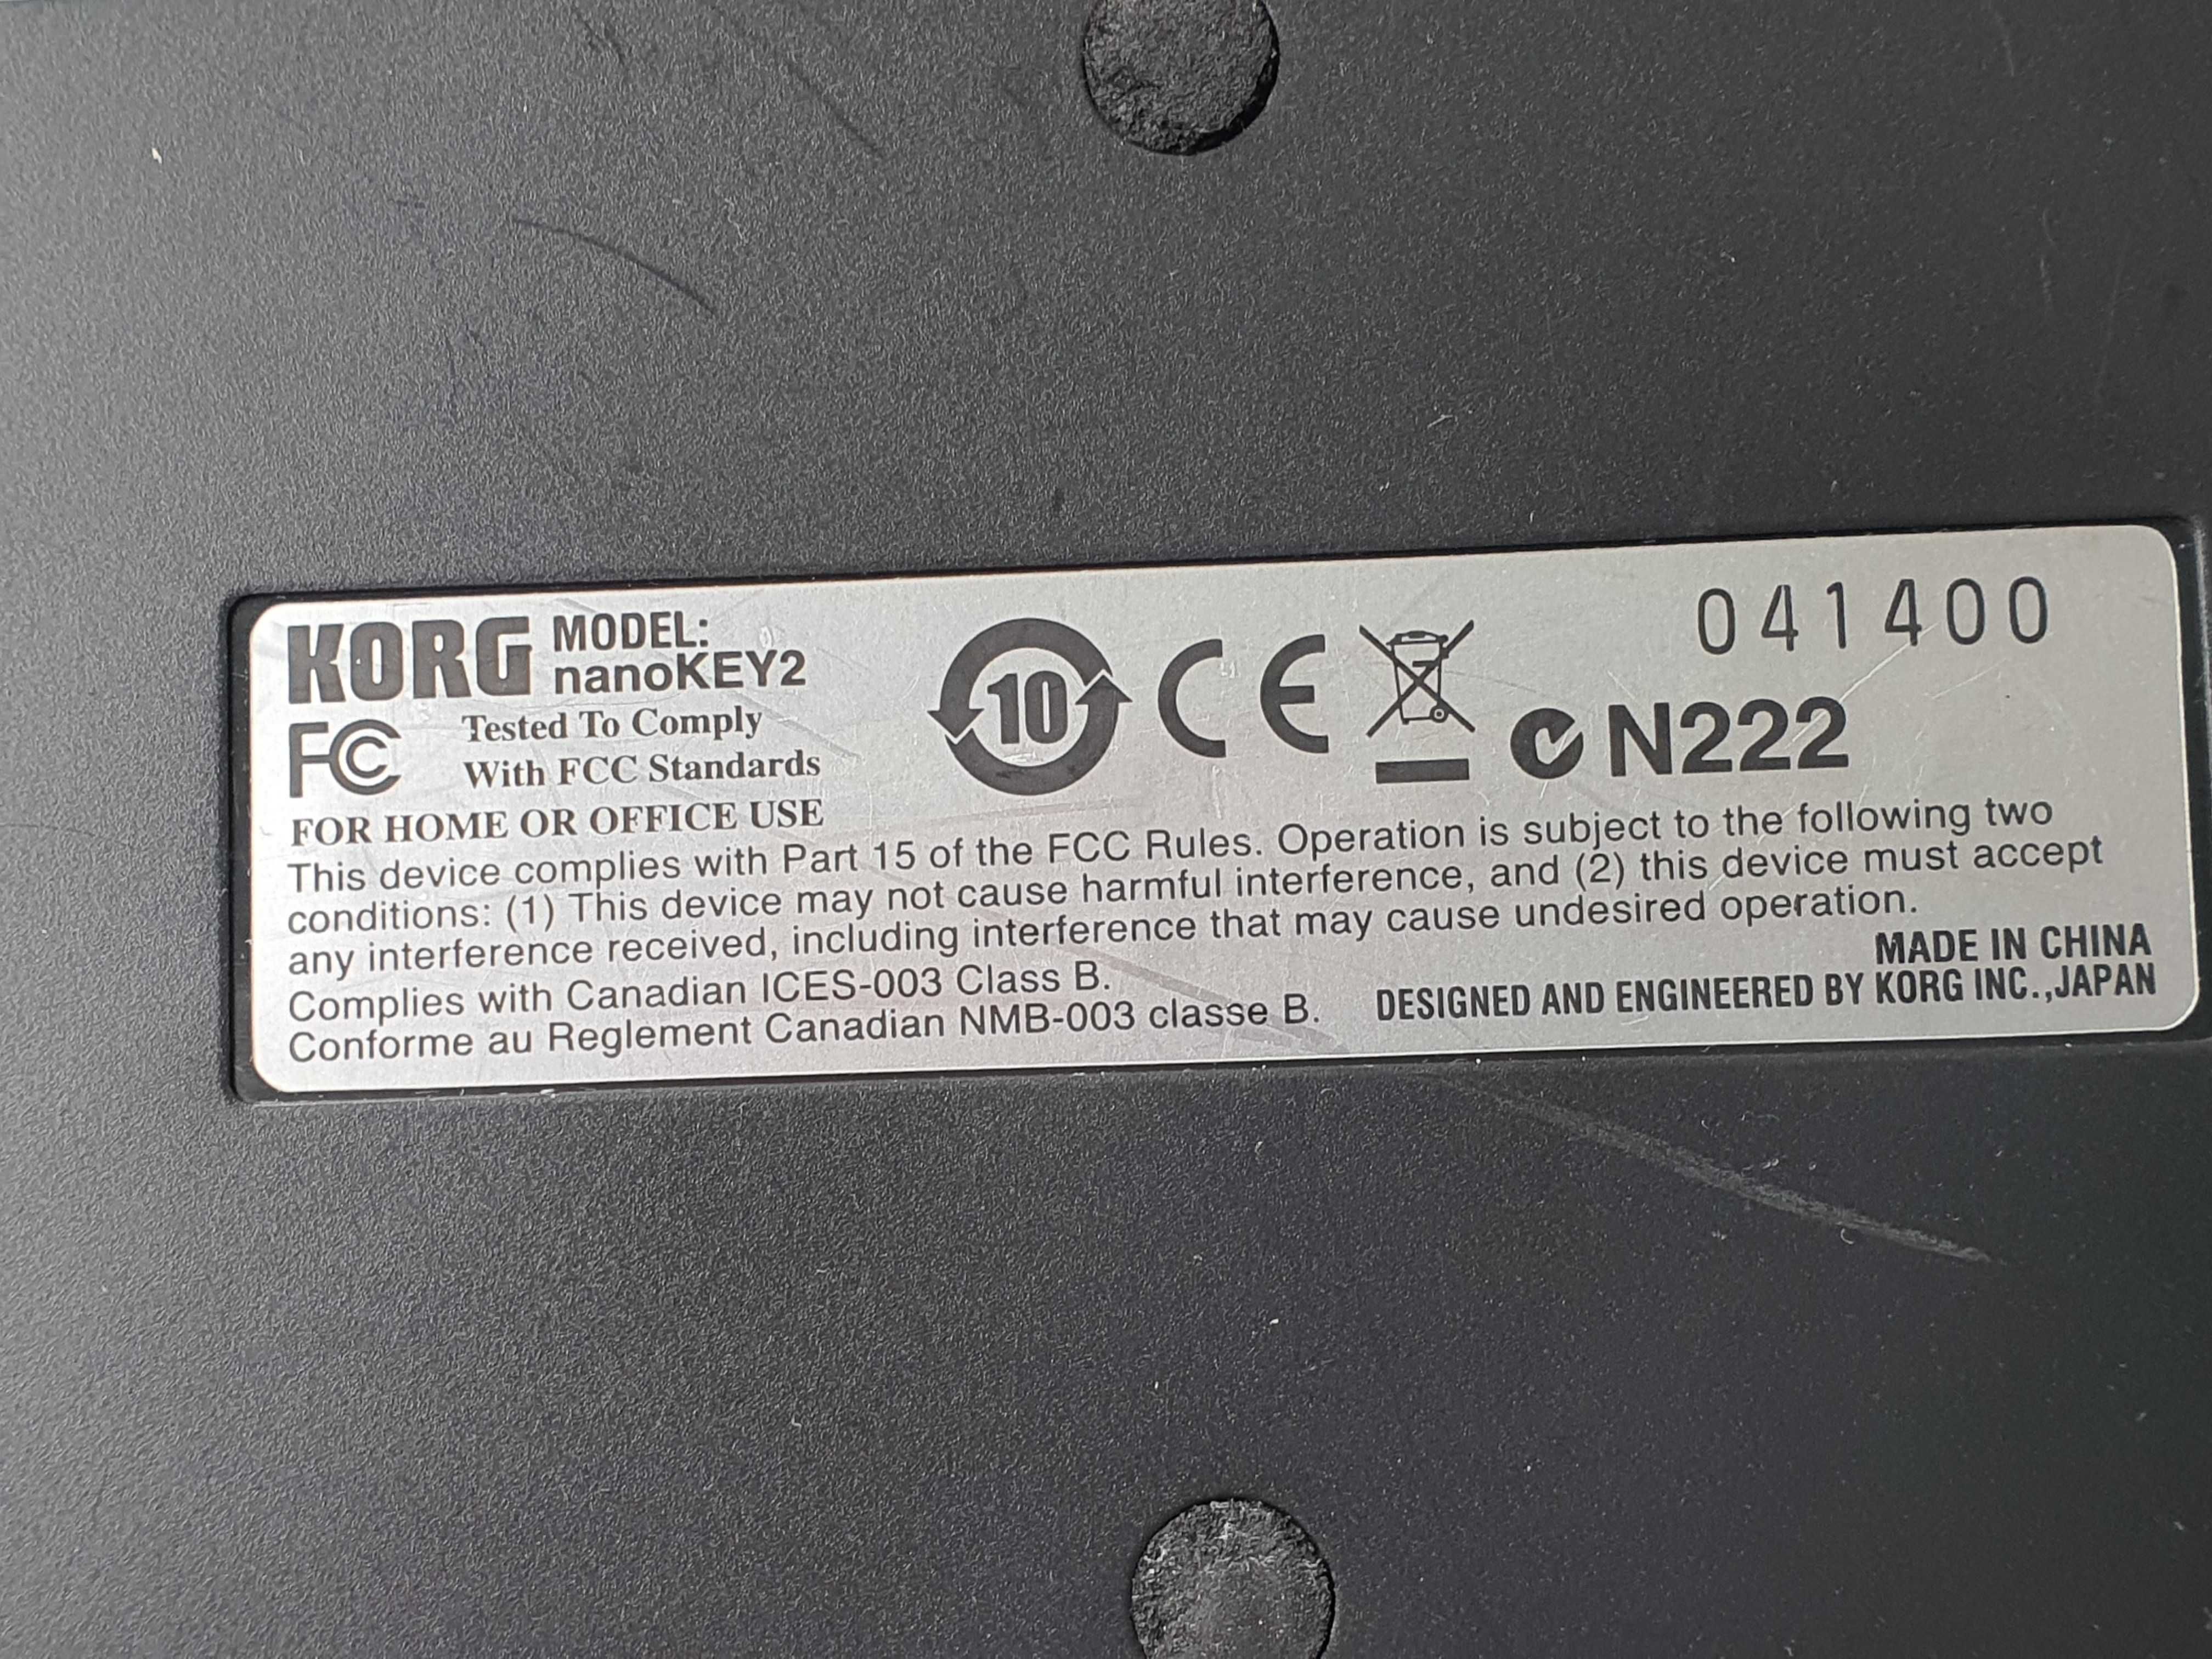 KORG MODEL:
nanoKEY2
FC Tested To Comply
With FCC Standards
FOR HOME OR OFFICE USE
10 CE N222
041400
This device complies with Part 15 of the FCC Rules. Operation is subject to the following two
conditions: (1) This device may not cause harmful interference, and (2) this device must accept
any interference received, including interference that may cause undesired operation.
Complies with Canadian ICES-003 Class B.
Conforme au Reglement Canadian NMB-003 classe B.
MADE IN CHINA
DESIGNED AND ENGINEERED BY KORG INC.,JAPAN